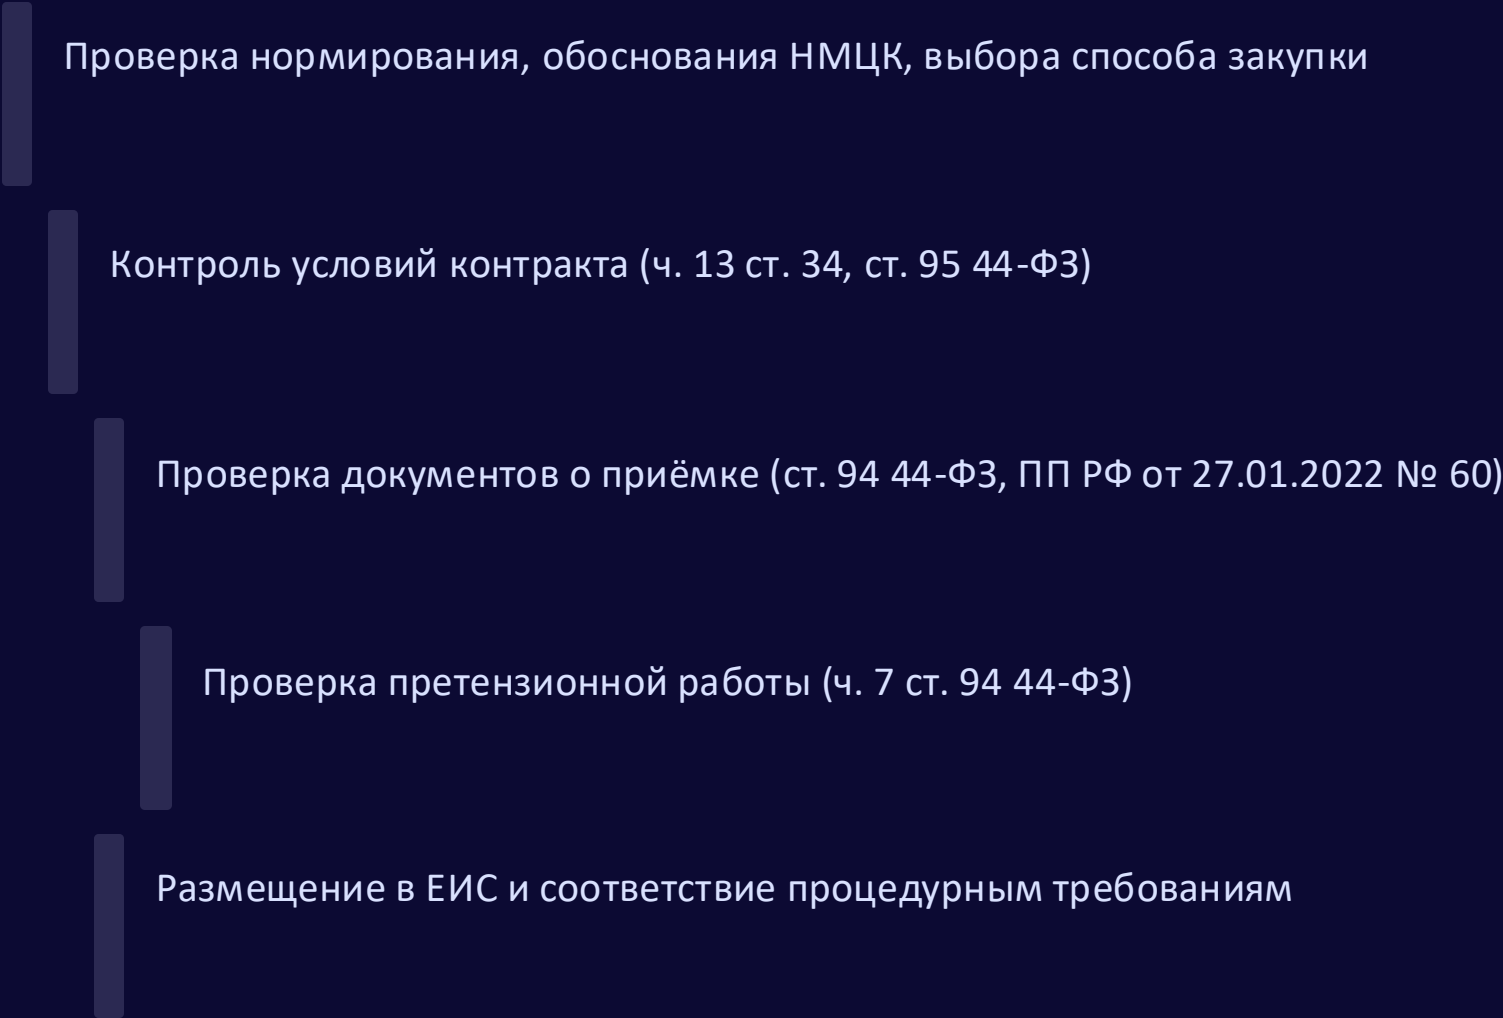 Проверка нормирования, обоснования НМЦК, выбора способа закупки
Контроль условий контракта (ч. 13 ст. 34, ст. 95 44-ФЗ)
Проверка документов о приёмке (ст. 94 44-ФЗ, ПП РФ от 27.01.2022 № 60)
Проверка претензионной работы (ч. 7 ст. 94 44-ФЗ)
Размещение в ЕИС и соответствие процедурным требованиям